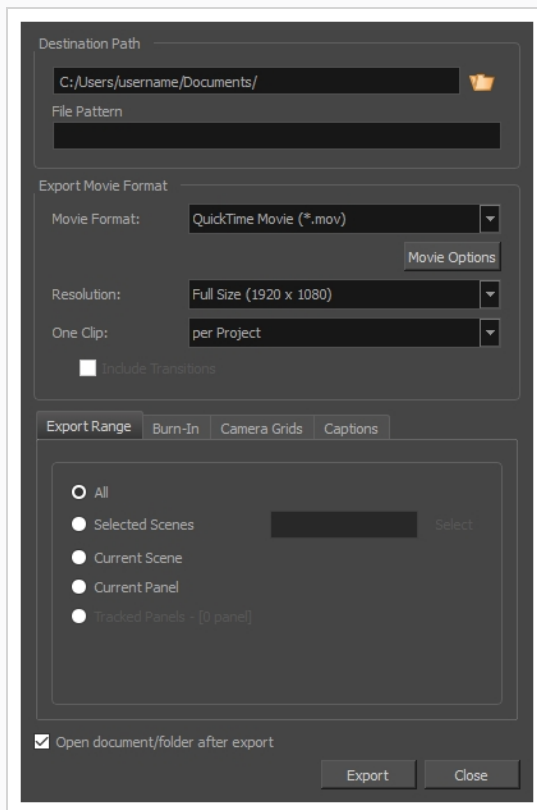 Destination Path
C:/Users/username/Documents/
File Pattern
Export Movie Format
Movie Format: QuickTime Movie (*.mov)
Movie Options
Resolution: Full Size (1920 x 1080)
One Clip: per Project
Include Transitions
Export Range Burn-In Camera Grids Captions
All
Selected Scenes Select
Current Scene
Current Panel
Tracked Panels - [0 panel]
Open document/folder after export
Export Close